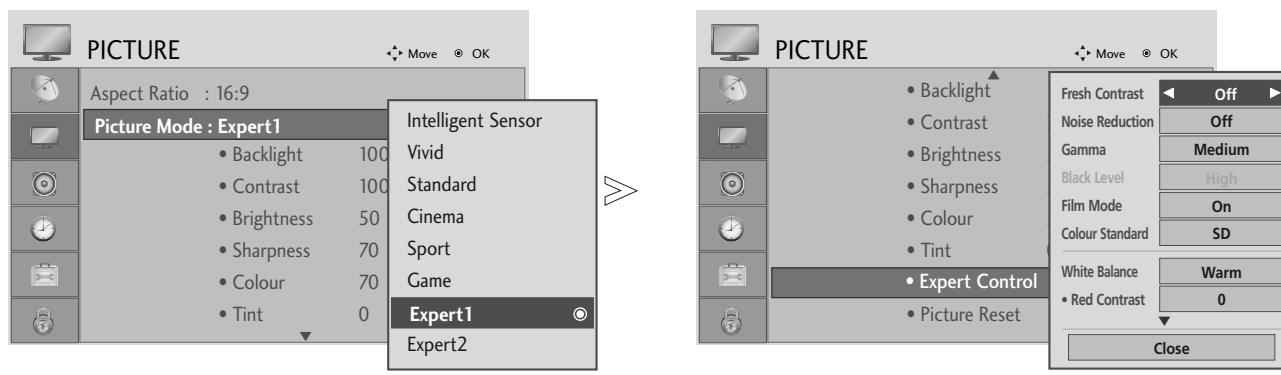 PICTURE
Move OK
Aspect Ratio : 16:9
Picture Mode : Expert1
• Backlight 100
• Contrast 100
• Brightness 50
• Sharpness 70
• Colour 70
• Tint 0
Intelligent Sensor
Vivid
Standard
Cinema
Sport
Game
Expert1
Expert2
PICTURE
Move OK
• Backlight
• Contrast
• Brightness
• Sharpness
• Colour
• Tint
• Expert Control
• Picture Reset
Fresh Contrast Off
Noise Reduction Off
Gamma Medium
Black Level High
Film Mode On
Colour Standard SD
White Balance Warm
• Red Contrast 0
Close